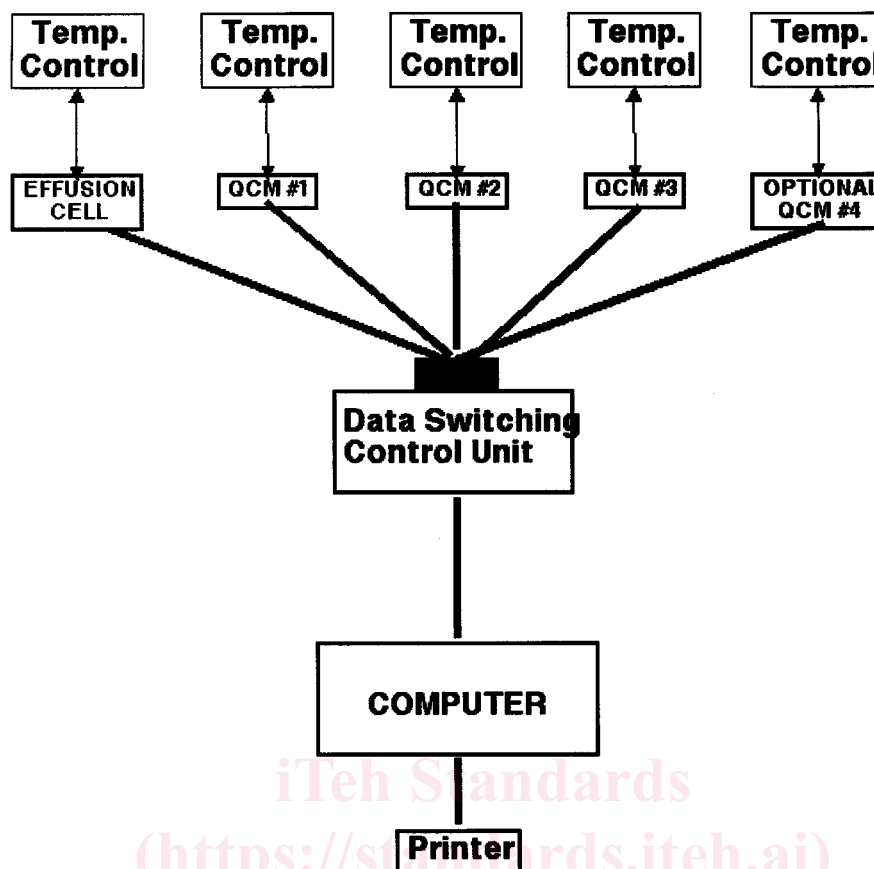 Temp. Control
Temp. Control
Temp. Control
Temp. Control
Temp. Control
EFFUSION CELL
QCM #1
QCM #2
QCM #3
OPTIONAL QCM #4
Data Switching
Control Unit
COMPUTER
iTeh Standards
(https://standards.iteh.ai)
Printer